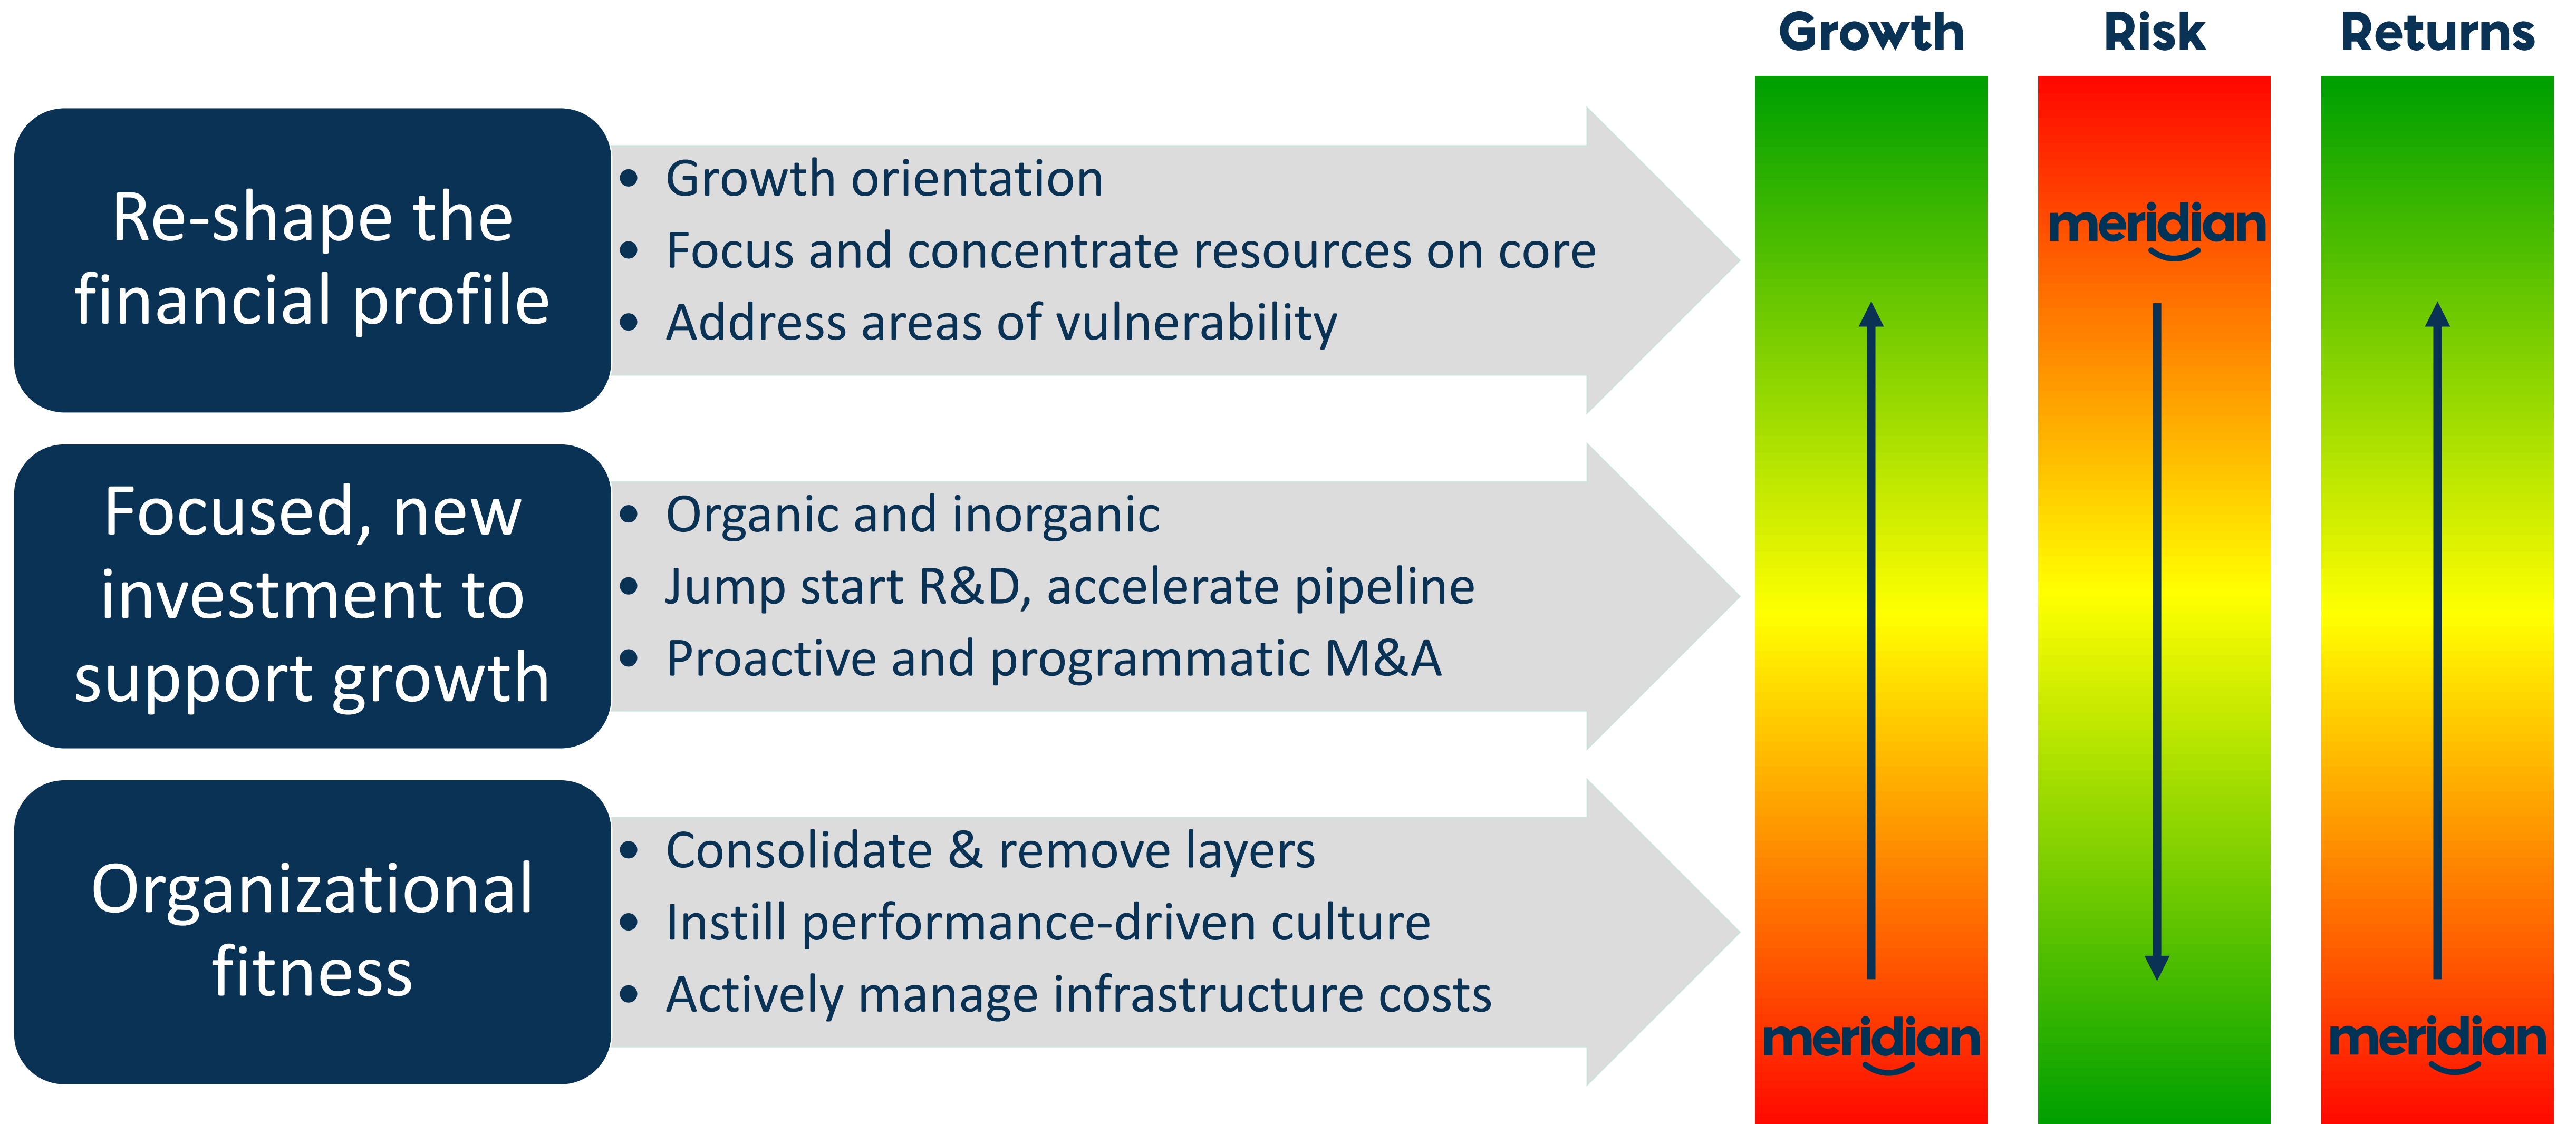 Growth
Risk
Returns
Re-shape the
financial profile
• Growth orientation
• Focus and concentrate resources on core
• Address areas of vulnerability
meridian
Focused, new
investment to
support growth
• Organic and inorganic
• Jump start R&D, accelerate pipeline
• Proactive and programmatic M&A
Organizational
fitness
• Consolidate & remove layers
• Instill performance-driven culture
• Actively manage infrastructure costs
meridian
meridian